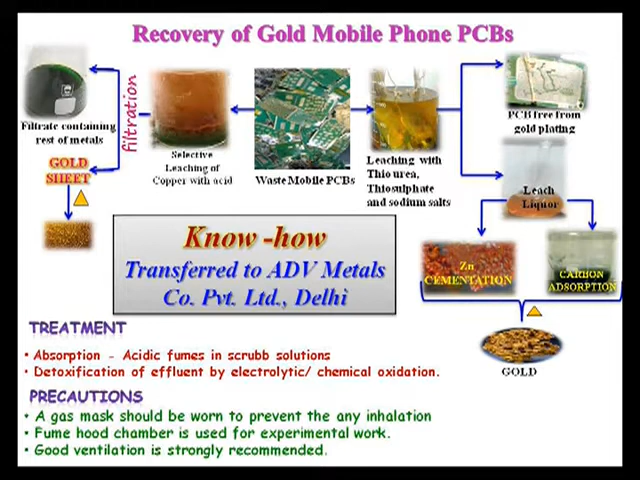 Recovery of Gold Mobile Phone PCBs
Filtrate containing
rest of metals
filtration
Selective
Leaching of
Copper with acid
Waste Mobile PCBs
Leaching with
Thio urea,
Thiosulphate
and sodium salts
PCB free from
gold plating
Leach
Liquor
GOLD
SHEET
Zn
CEMENTATION
CARBON
ADSORPTION
GOLD
Know -how
Transferred to ADV Metals
Co. Pvt. Ltd., Delhi
TREATMENT
• Absorption - Acidic fumes in scrubb solutions
• Detoxification of effluent by electrolytic/ chemical oxidation.
PRECAUTIONS
• A gas mask should be worn to prevent the any inhalation
• Fume hood chamber is used for experimental work.
• Good ventilation is strongly recommended.